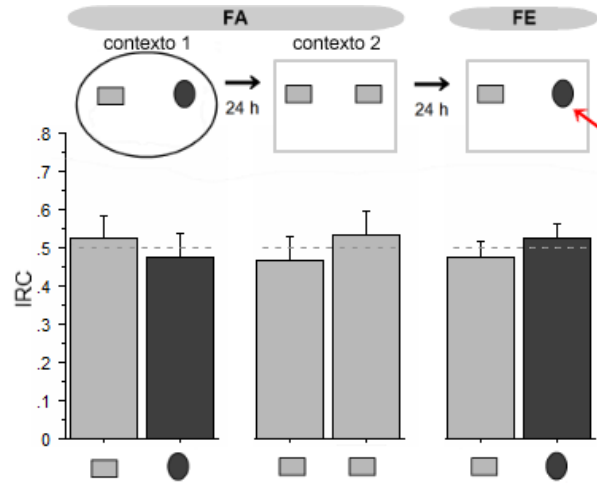 FA
FE
contexto 1
contexto 2
24 h
24 h
.8
.7
.6
.5
.4
.3
.2
.1
0
IRC